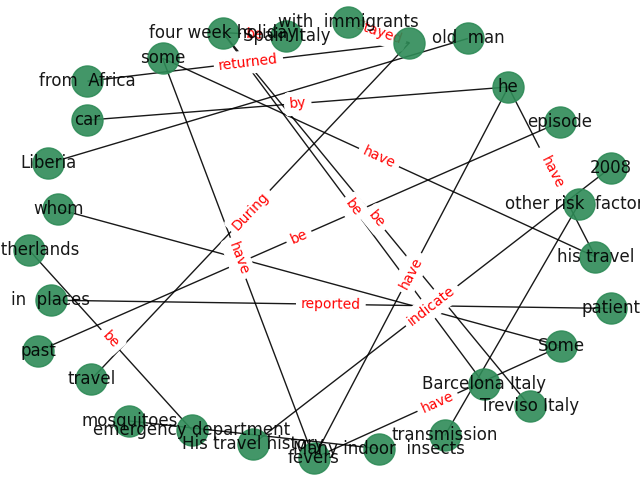 with  immigrants
four week holiday
Spain Italy
old  man
some
returned
from  Africa
he
by
car
episode
have
Liberia
2008
have
whom
other risk  factor
During
be
be
be
therlands
have
his travel
have
in  places
reported
indicate
patient
be
past
Some
travel
Barcelona Italy
have
Treviso Italy
mosquitoes
emergency department
transmission
His travel history
Many indoor  insects
fevers